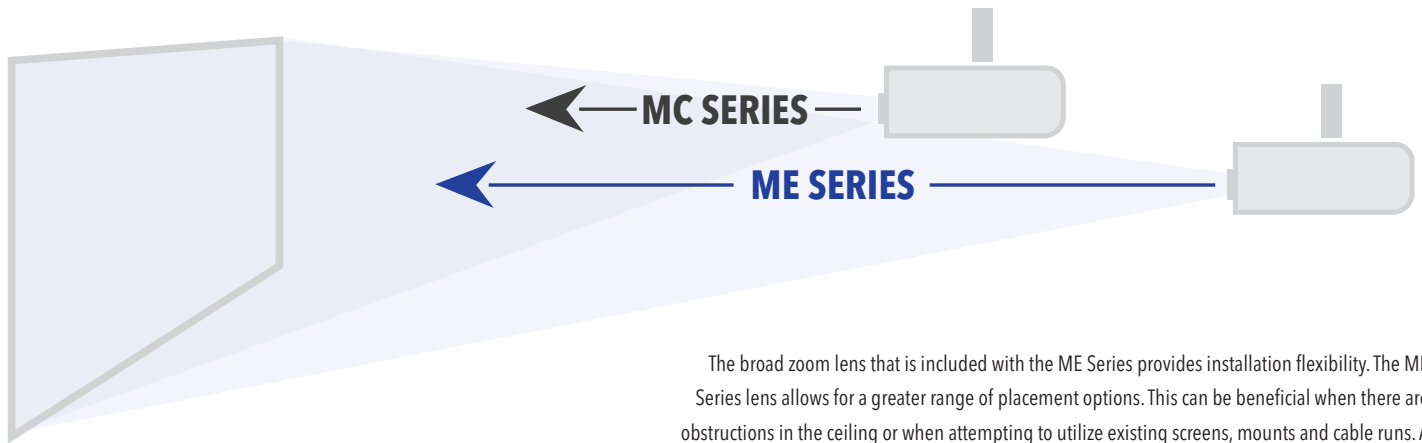 MC SERIES
ME SERIES
The broad zoom lens that is included with the ME Series provides installation flexibility. The ME
Series lens allows for a greater range of placement options. This can be beneficial when there are
obstructions in the ceiling or when attempting to utilize existing screens, mounts and cable runs. A